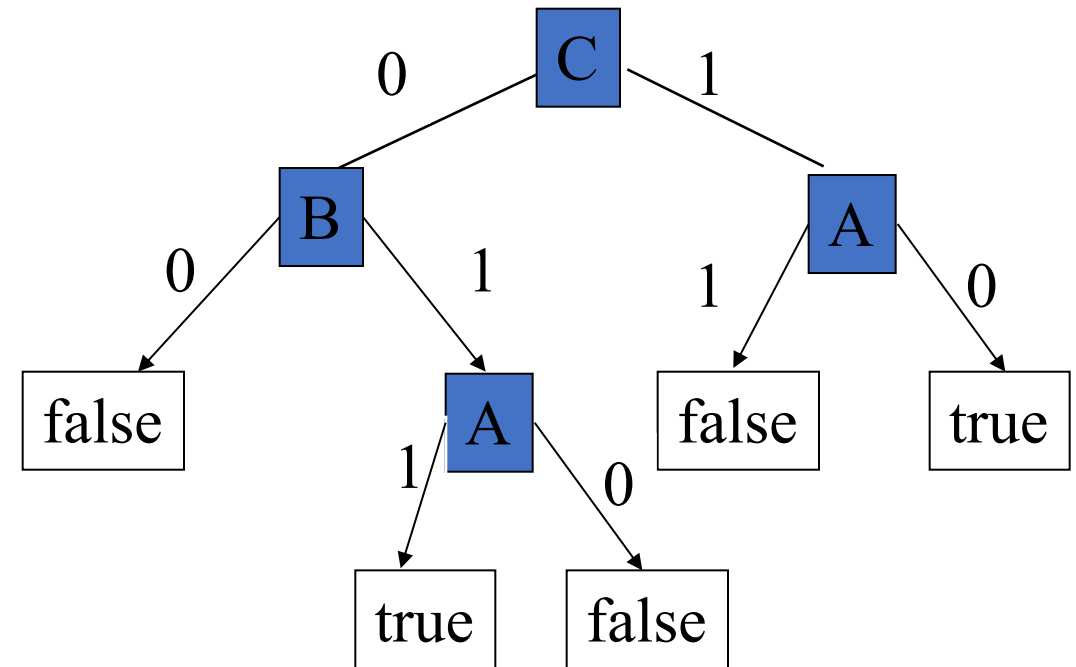 C
0 1
B A
0 1 1 0
false A false true
1 0
true false